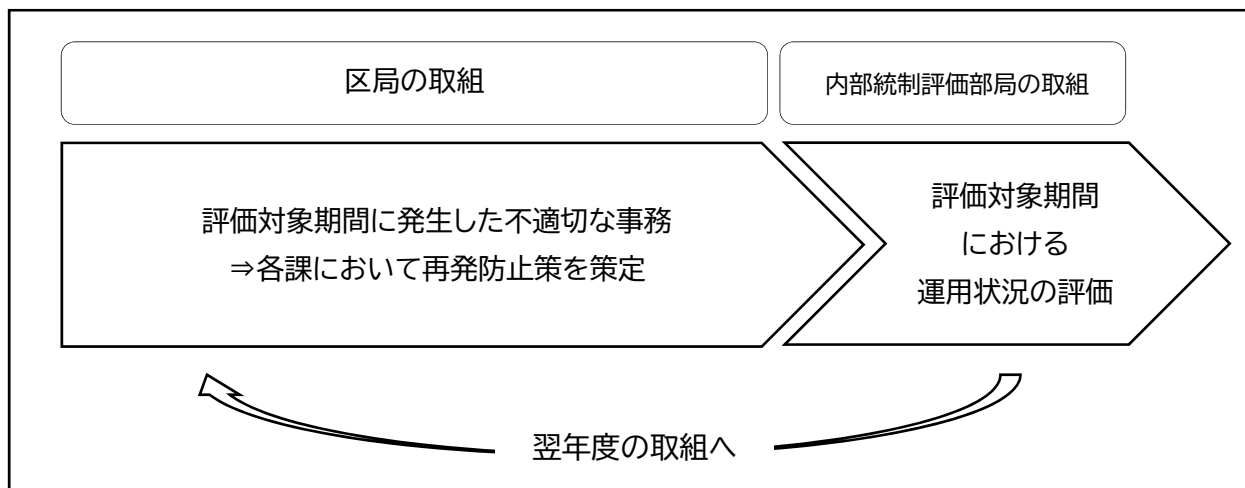 区局の取組
内部統制評価部局の取組
評価対象期間に発生した不適切な事務
⇒各課において再発防止策を策定
評価対象期間
における
運用状況の評価
翌年度の取組へ